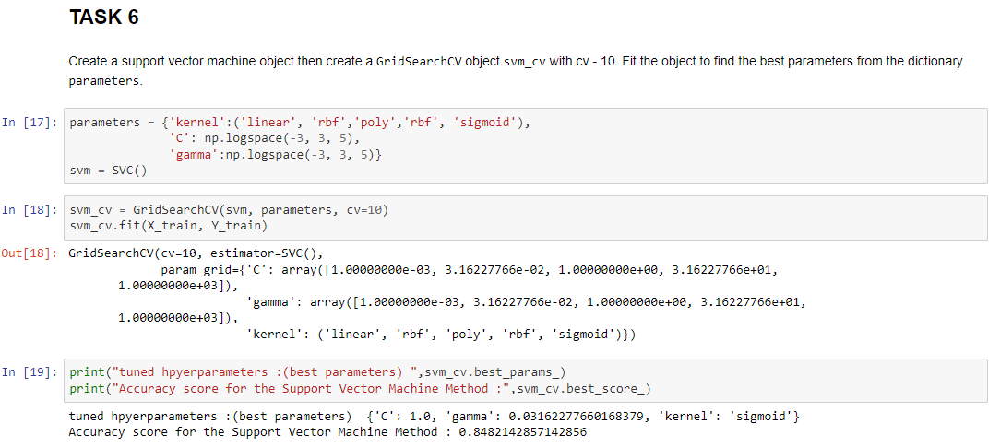 TASK 6
Create a support vector machine object then create a GridSearchCV object svm_cv with cv - 10. Fit the object to find the best parameters from the dictionary
parameters.
In [17]: parameters = {'kernel':('linear', 'rbf','poly','rbf', 'sigmoid'),
'C': np.logspace(-3, 3, 5),
'gamma':np.logspace(-3, 3, 5)}
svm = SVC()
In [18]: svm_cv = GridSearchCV(svm, parameters, cv=10)
svm_cv.fit(X_train, Y_train)
Out[18]: GridSearchCV(cv=10, estimator=SVC(),
param_grid={'C': array([1.00000000e-03, 3.16227766e-02, 1.00000000e+00, 3.16227766e+01,
1.00000000e+03]),
'gamma': array([1.00000000e-03, 3.16227766e-02, 1.00000000e+00, 3.16227766e+01,
1.00000000e+03]),
'kernel': ('linear', 'rbf', 'poly', 'rbf', 'sigmoid')})
In [19]: print("tuned hpyerparameters :(best parameters) ",svm_cv.best_params_)
print("Accuracy score for the Support Vector Machine Method :",svm_cv.best_score_)
tuned hpyerparameters :(best parameters)  {'C': 1.0, 'gamma': 0.03162277660168379, 'kernel': 'sigmoid'}
Accuracy score for the Support Vector Machine Method : 0.8482142857142856